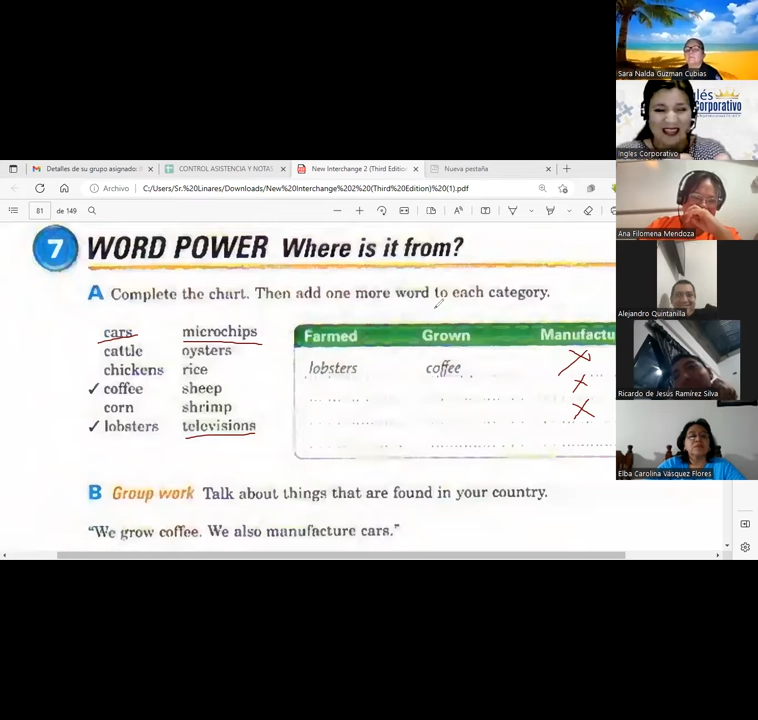 Sara Nalda Guzman Cubias
lés
orporativo
Ingles Corporativo
Detalles de su grupo asignado:
CONTROL ASISTENCIA Y NOTAS
New Interchange 2 (Third Editio
Nueva pestaña
Archivo
C:/Users/Sr.%20Linares/Downloads/New%20Interchange%202%20(Third%20Edition)%20(1).pdf
81 de 149
Ana Filomena Mendoza
7 WORD POWER Where is it from?
A Complete the chart. Then add one more word to each category.
cars microchips
cattle oysters
chickens rice
✓ coffee sheep
corn shrimp
✓ lobsters televisions
Farmed Grown Manufactu
lobsters coffee
Alejandro Quintanilla
Ricardo de Jesús Ramírez Silva
Elba Carolina Vásquez Flores
B Group work Talk about things that are found in your country.
“We grow coffee. We also manufacture cars.”